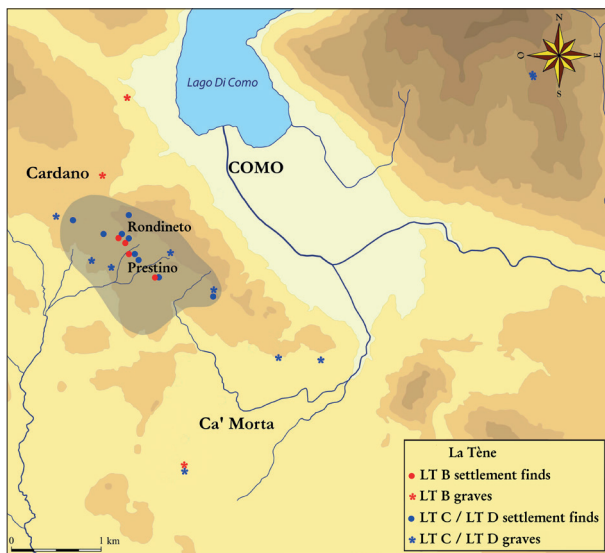 N
O
E
S
Lago Di Como
COMO
Cardano
Rondineto
Prestino
Ca' Morta
La Tène
LT B settlement finds
LT B graves
LT C / LT D settlement finds
LT C / LT D graves
0 1 km